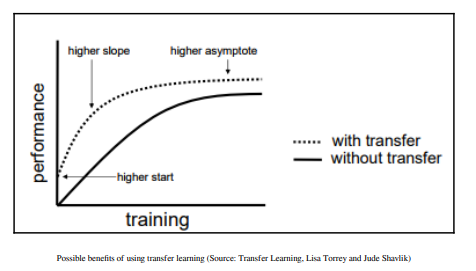 higher slope
higher asymptote
performance
with transfer
without transfer
higher start
training
Possible benefits of using transfer learning (Source: Transfer Learning, Lisa Torrey and Jude Shavlik)